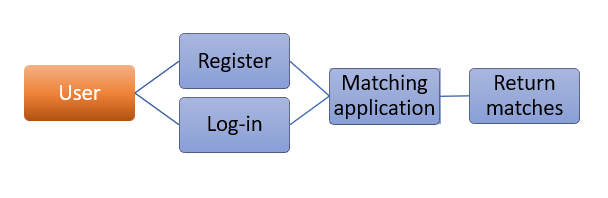 User
Register
Log-in
Matching
application
Return
matches